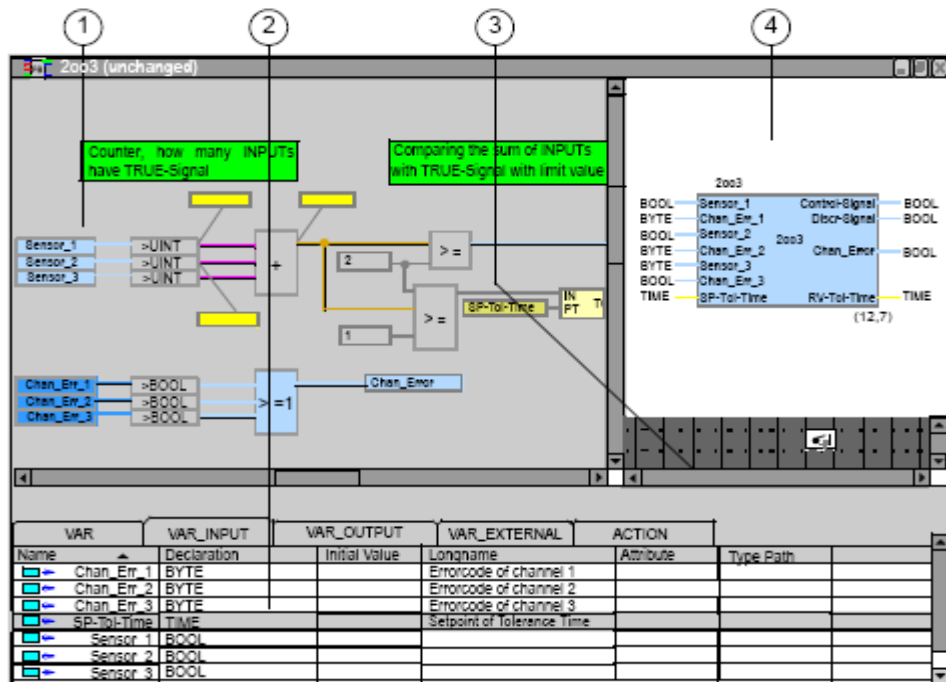 1 2 3 4
2oo3 (unchanged)
Counter, how many INPUTs
have TRUE-Signal
Comparing the sum of INPUTs
with TRUE-Signal with limit value
Sensor_1 >UINT
Sensor_2 >UINT
Sensor_3 >UINT
+
2
> =
> =
1
SP-Tol-Time
IN
PT
Chan_Err_1 >BOOL
Chan_Err_2 >BOOL
Chan_Err_3 >BOOL
> =1
Chan_Error
2oo3
BOOL Sensor_1 Control-Signal BOOL
BYTE Chan_Err_1 Discr-Signal BOOL
BOOL Sensor_2
2oo3
BYTE Chan_Err_2 Chan_Error BOOL
BYTE Sensor_3
BOOL Chan_Err_3
TIME SP-Tol-Time RV-Tol-Time TIME
(12,7)
VAR VAR_INPUT VAR_OUTPUT VAR_EXTERNAL ACTION
Name Declaration Initial Value Longname Attribute Type Path
Chan_Err_1 BYTE Errorcode of channel 1
Chan_Err_2 BYTE Errorcode of channel 2
Chan_Err_3 BYTE Errorcode of channel 3
SP-Tol-Time TIME Setpoint of Tolerance Time
Sensor_1 BOOL
Sensor_2 BOOL
Sensor_3 BOOL